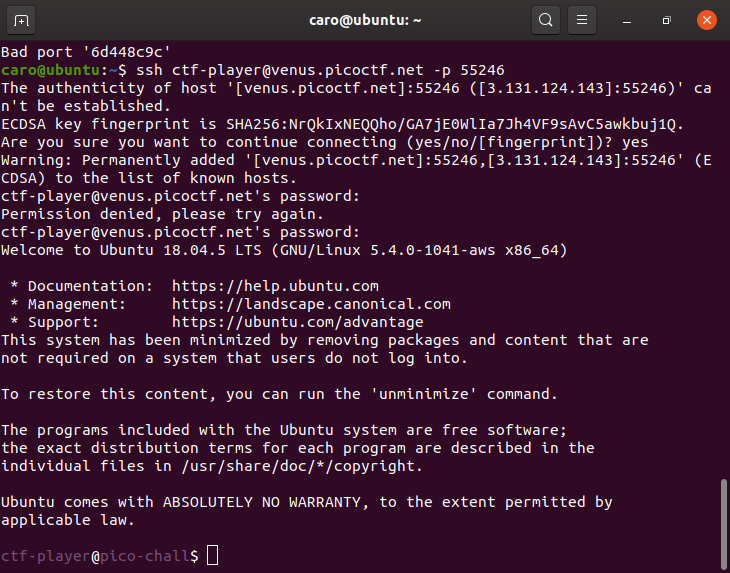 caro@ubuntu: ~
Bad port '6d448c9c'
caro@ubuntu:~$ ssh ctf-player@venus.picoctf.net -p 55246
The authenticity of host '[venus.picoctf.net]:55246 ([3.131.124.143]:55246)' ca
n't be established.
ECDSA key fingerprint is SHA256:NrQkIxNEQQho/GA7jE0WlIa7Jh4VF9sAvC5awkbuj1Q.
Are you sure you want to continue connecting (yes/no/[fingerprint])? yes
Warning: Permanently added '[venus.picoctf.net]:55246,[3.131.124.143]:55246' (E
CDSA) to the list of known hosts.
ctf-player@venus.picoctf.net's password:
Permission denied, please try again.
ctf-player@venus.picoctf.net's password:
Welcome to Ubuntu 18.04.5 LTS (GNU/Linux 5.4.0-1041-aws x86_64)
* Documentation:  https://help.ubuntu.com
* Management:     https://landscape.canonical.com
* Support:        https://ubuntu.com/advantage
This system has been minimized by removing packages and content that are
not required on a system that users do not log into.
To restore this content, you can run the 'unminimize' command.
The programs included with the Ubuntu system are free software;
the exact distribution terms for each program are described in the
individual files in /usr/share/doc/*/copyright.
Ubuntu comes with ABSOLUTELY NO WARRANTY, to the extent permitted by
applicable law.
ctf-player@pico-chall$